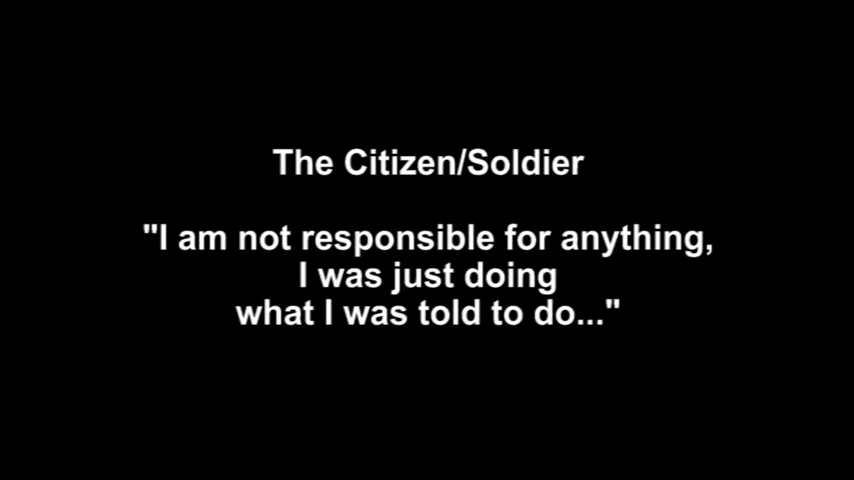 The Citizen/Soldier
"I am not responsible for anything,
I was just doing
what I was told to do..."